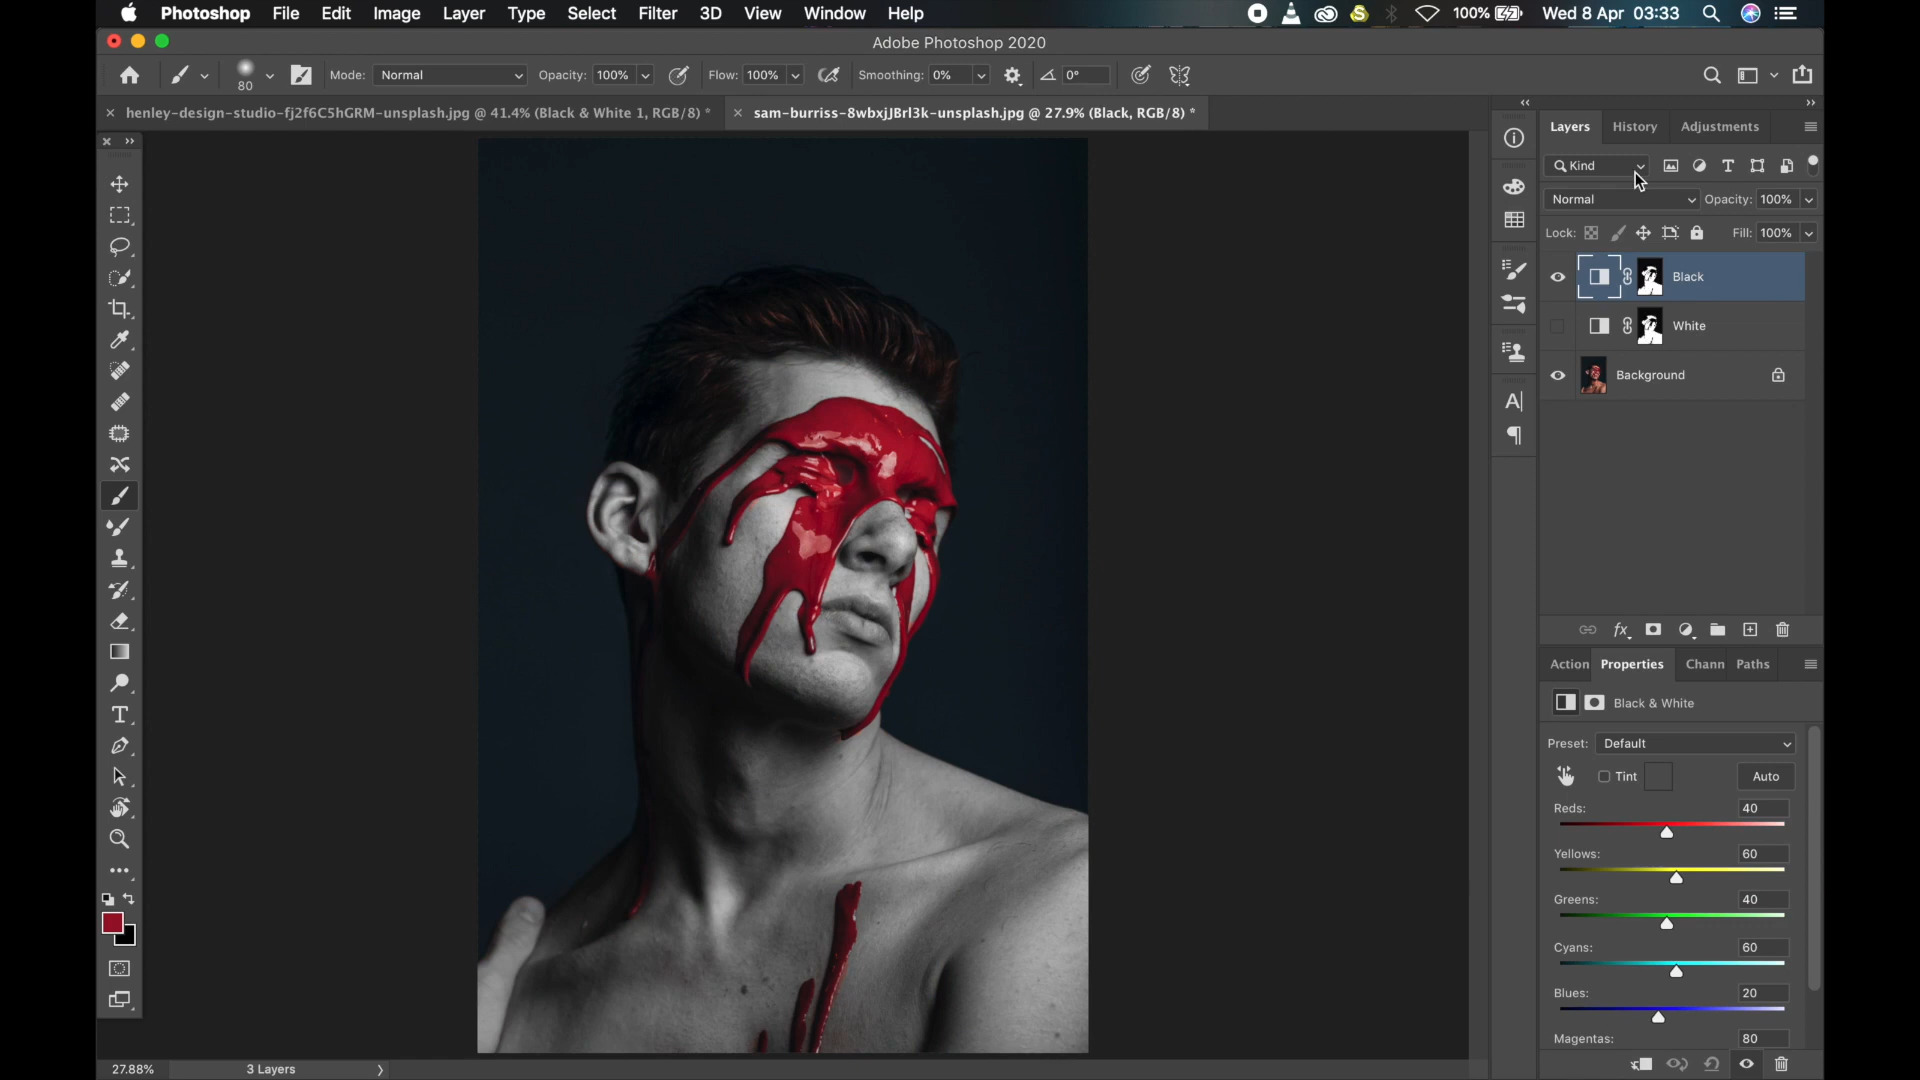 Photoshop File Edit Image Layer Type Select Filter 3D View Window Help 100% Wed 8 Apr 03:33
Adobe Photoshop 2020
80 Mode: Normal Opacity: 100% Flow: 100% Smoothing: 0% 0°
henley-design-studio-fj2f6C5hGRM-unsplash.jpg @ 41.4% (Black & White 1, RGB/8) * sam-burriss-8wbxjJBrl3k-unsplash.jpg @ 27.9% (Black, RGB/8) *
Layers History Adjustments
Kind
Normal Opacity: 100%
Lock: Fill: 100%
Black
White
Background
fx
Action Properties Chann Paths
Black & White
Preset: Default
Tint Auto
Reds: 40
Yellows: 60
Greens: 40
Cyans: 60
Blues: 20
Magentas: 80
27.88% 3 Layers